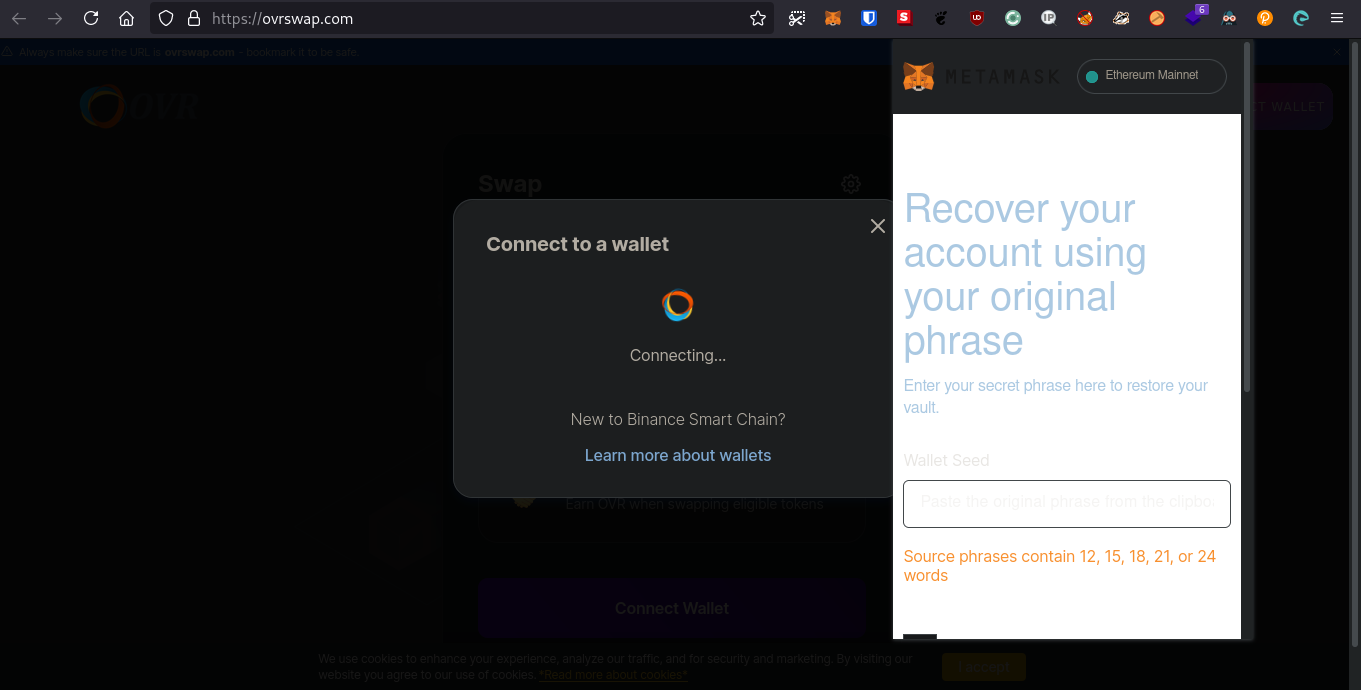 https://ovrswap.com
6
Always make sure the URL is ovrswap.com - bookmark it to be safe.
OVR
Swap
Connect to a wallet
Connecting...
New to Binance Smart Chain?
Learn more about wallets
Earn OVR when swapping eligible tokens
Connect Wallet
We use cookies to enhance your experience, analyze our traffic, and for security and marketing. By visiting our
website you agree to our use of cookies. *Read more about cookies*
I accept
METAMASK
Ethereum Mainnet
WALLET
Recover your
account using
your original
phrase
Enter your secret phrase here to restore your
vault.
Wallet Seed
Paste the original phrase from the clipbo
Source phrases contain 12, 15, 18, 21, or 24
words